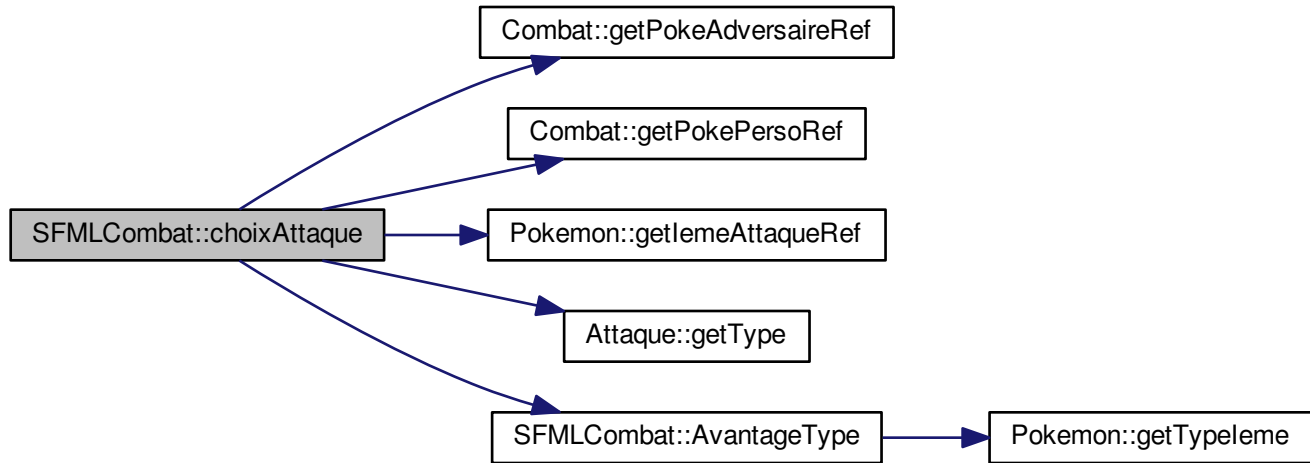 Combat::getPokeAdversaireRef
Combat::getPokePersoRef
SFMLCombat::choixAttaque
Pokemon::getIemeAttaqueRef
Attaque::getType
SFMLCombat::AvantageType
Pokemon::getTypeIeme